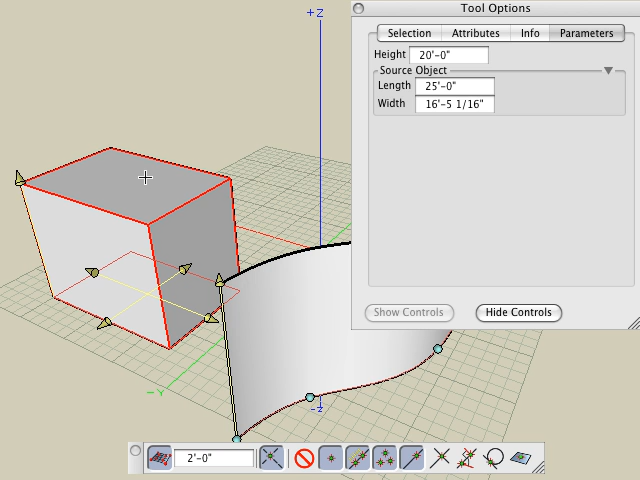 Tool Options
Selection Attributes Info Parameters
Height 20'-0"
Source Object
Length 25'-0"
Width 16'-5 1/16"
Show Controls Hide Controls
+Z
-Y
-Z
2'-0"